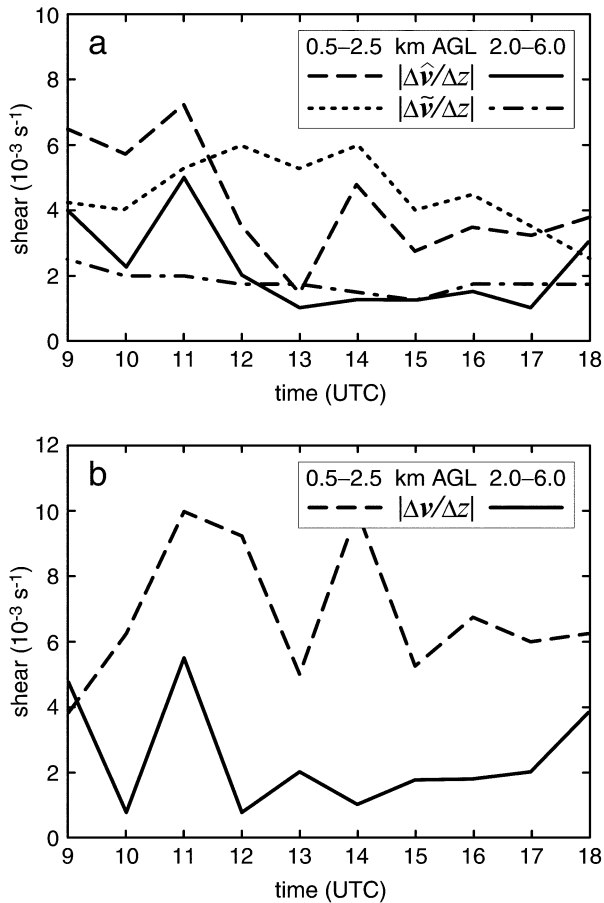 a
0.5–2.5 km AGL 2.0–6.0
|Δv̂/Δz|
|Δṽ/Δz|
10
8
6
4
2
0
shear (10⁻³ s⁻¹)
9 10 11 12 13 14 15 16 17 18
time (UTC)
b
0.5–2.5 km AGL 2.0–6.0
|Δv/Δz|
12
10
8
6
4
2
0
shear (10⁻³ s⁻¹)
9 10 11 12 13 14 15 16 17 18
time (UTC)